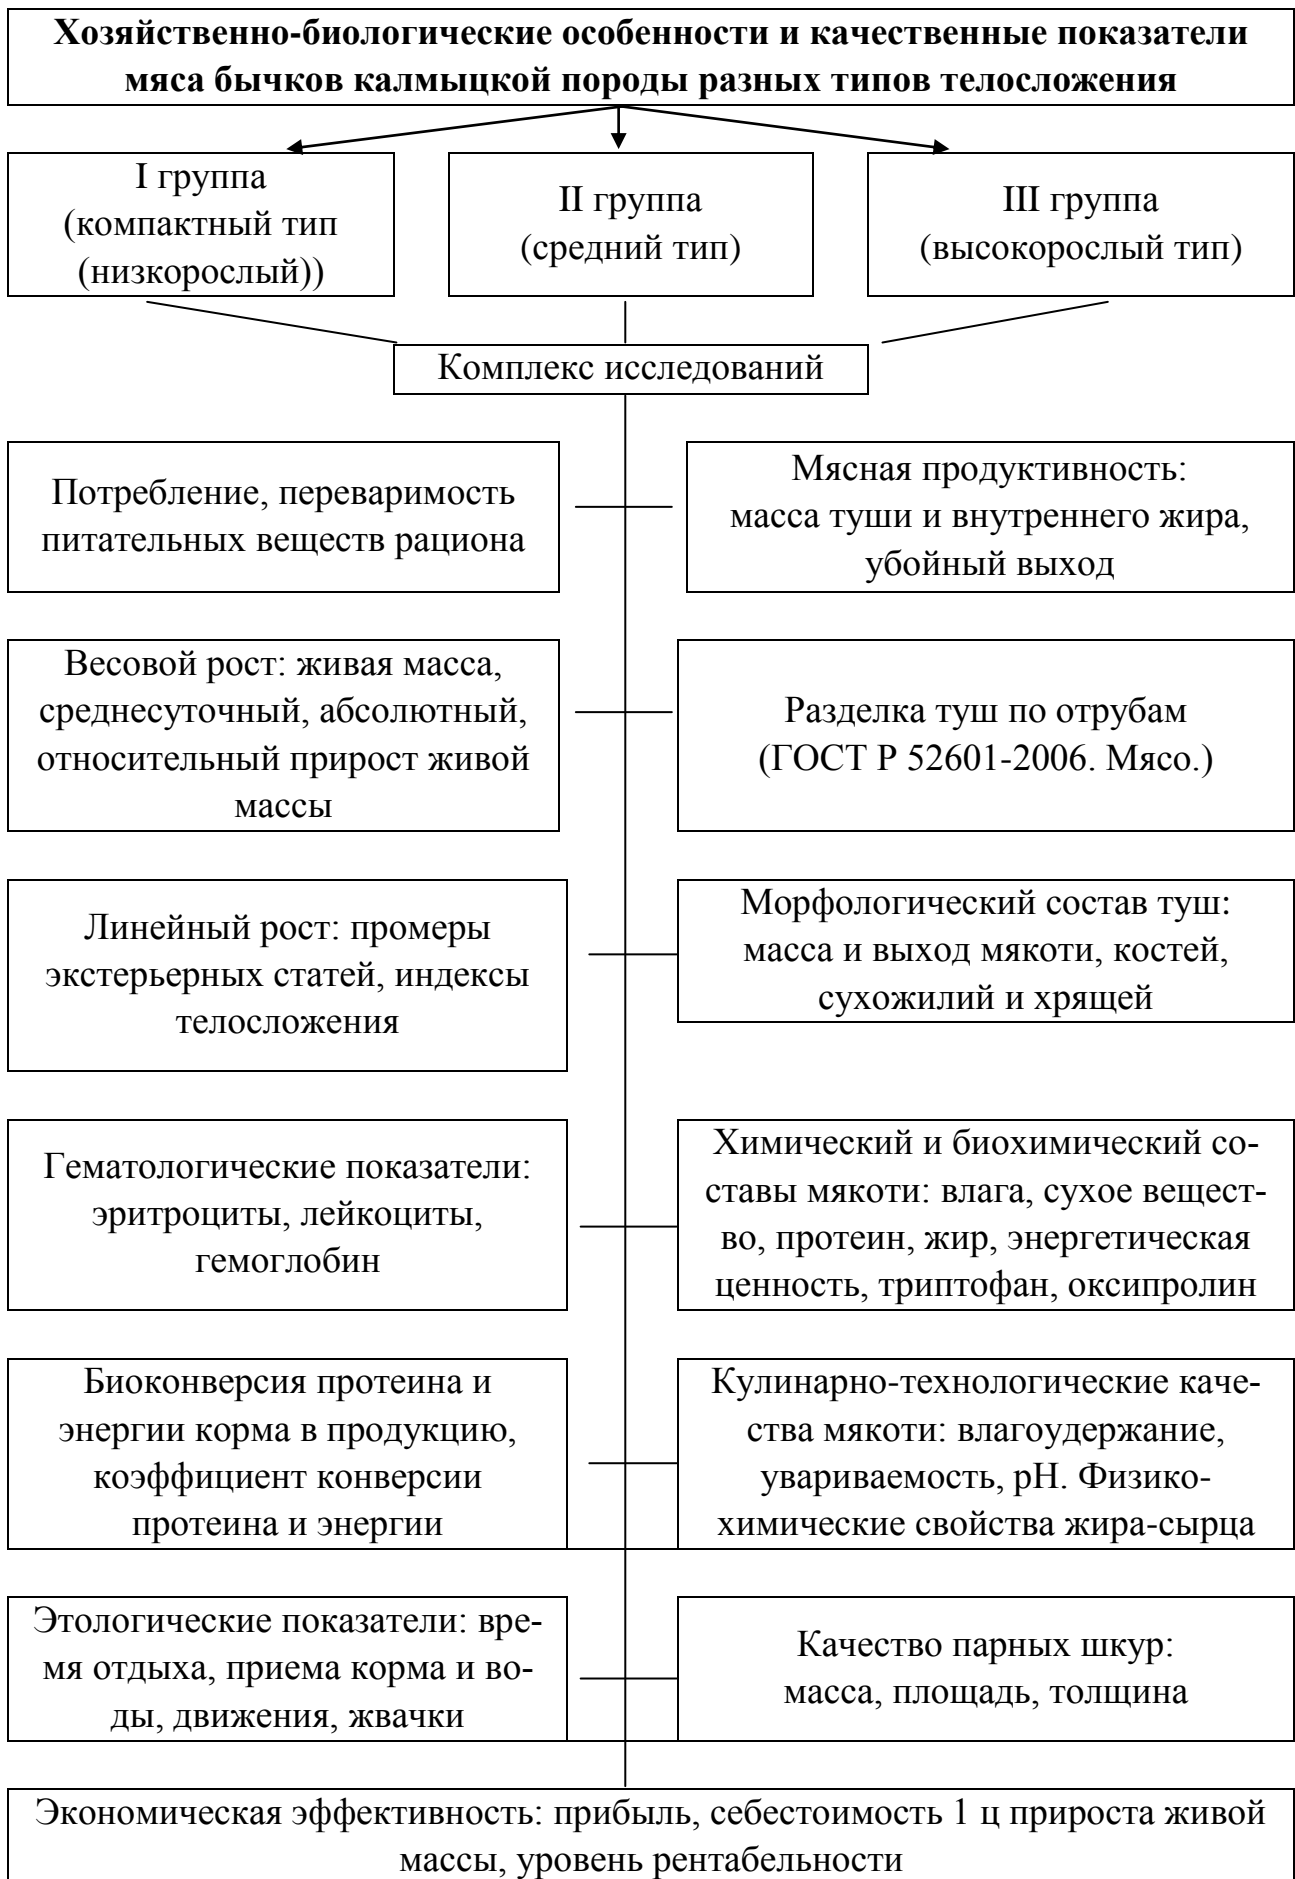 Хозяйственно-биологические особенности и качественные показатели
мяса бычков калмыцкой породы разных типов телосложения
I группа
(компактный тип
(низкорослый))
II группа
(средний тип)
III группа
(высокорослый тип)
Комплекс исследований
Потребление, переваримость
питательных веществ рациона
Мясная продуктивность:
масса туши и внутреннего жира,
убойный выход
Весовой рост: живая масса,
среднесуточный, абсолютный,
относительный прирост живой
массы
Разделка туш по отрубам
(ГОСТ Р 52601-2006. Мясо.)
Линейный рост: промеры
экстерьерных статей, индексы
телосложения
Морфологический состав туш:
масса и выход мякоти, костей,
сухожилий и хрящей
Гематологические показатели:
эритроциты, лейкоциты,
гемоглобин
Химический и биохимический со-
ставы мякоти: влага, сухое вещест-
во, протеин, жир, энергетическая
ценность, триптофан, оксипролин
Биоконверсия протеина и
энергии корма в продукцию,
коэффициент конверсии
протеина и энергии
Кулинарно-технологические каче-
ства мякоти: влагоудержание,
увариваемость, pH. Физико-
химические свойства жира-сырца
Этологические показатели: вре-
мя отдыха, приема корма и во-
ды, движения, жвачки
Качество парных шкур:
масса, площадь, толщина
Экономическая эффективность: прибыль, себестоимость 1 ц прироста живой
массы, уровень рентабельности